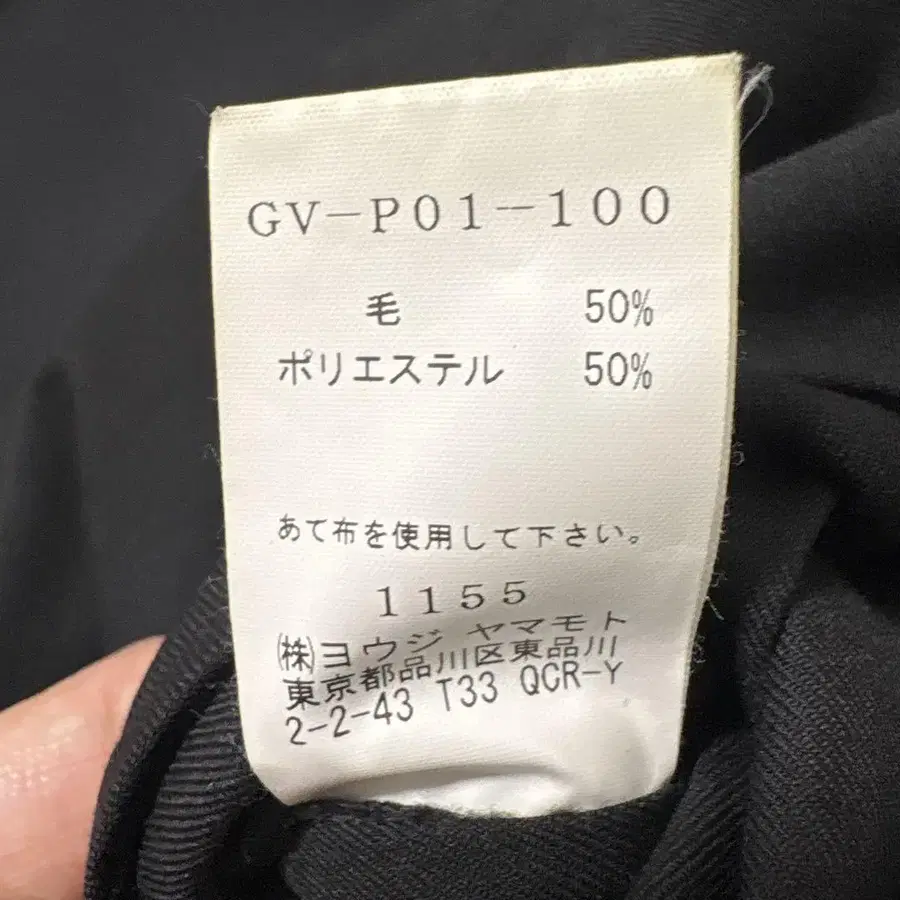 GV-P01-100
毛 50%
ポリエステル 50%
あて布を使用して下さい。
1155
㈱ヨウジ ヤマモト
東京都品川区東品川
2-2-43 T33 QCR-Y